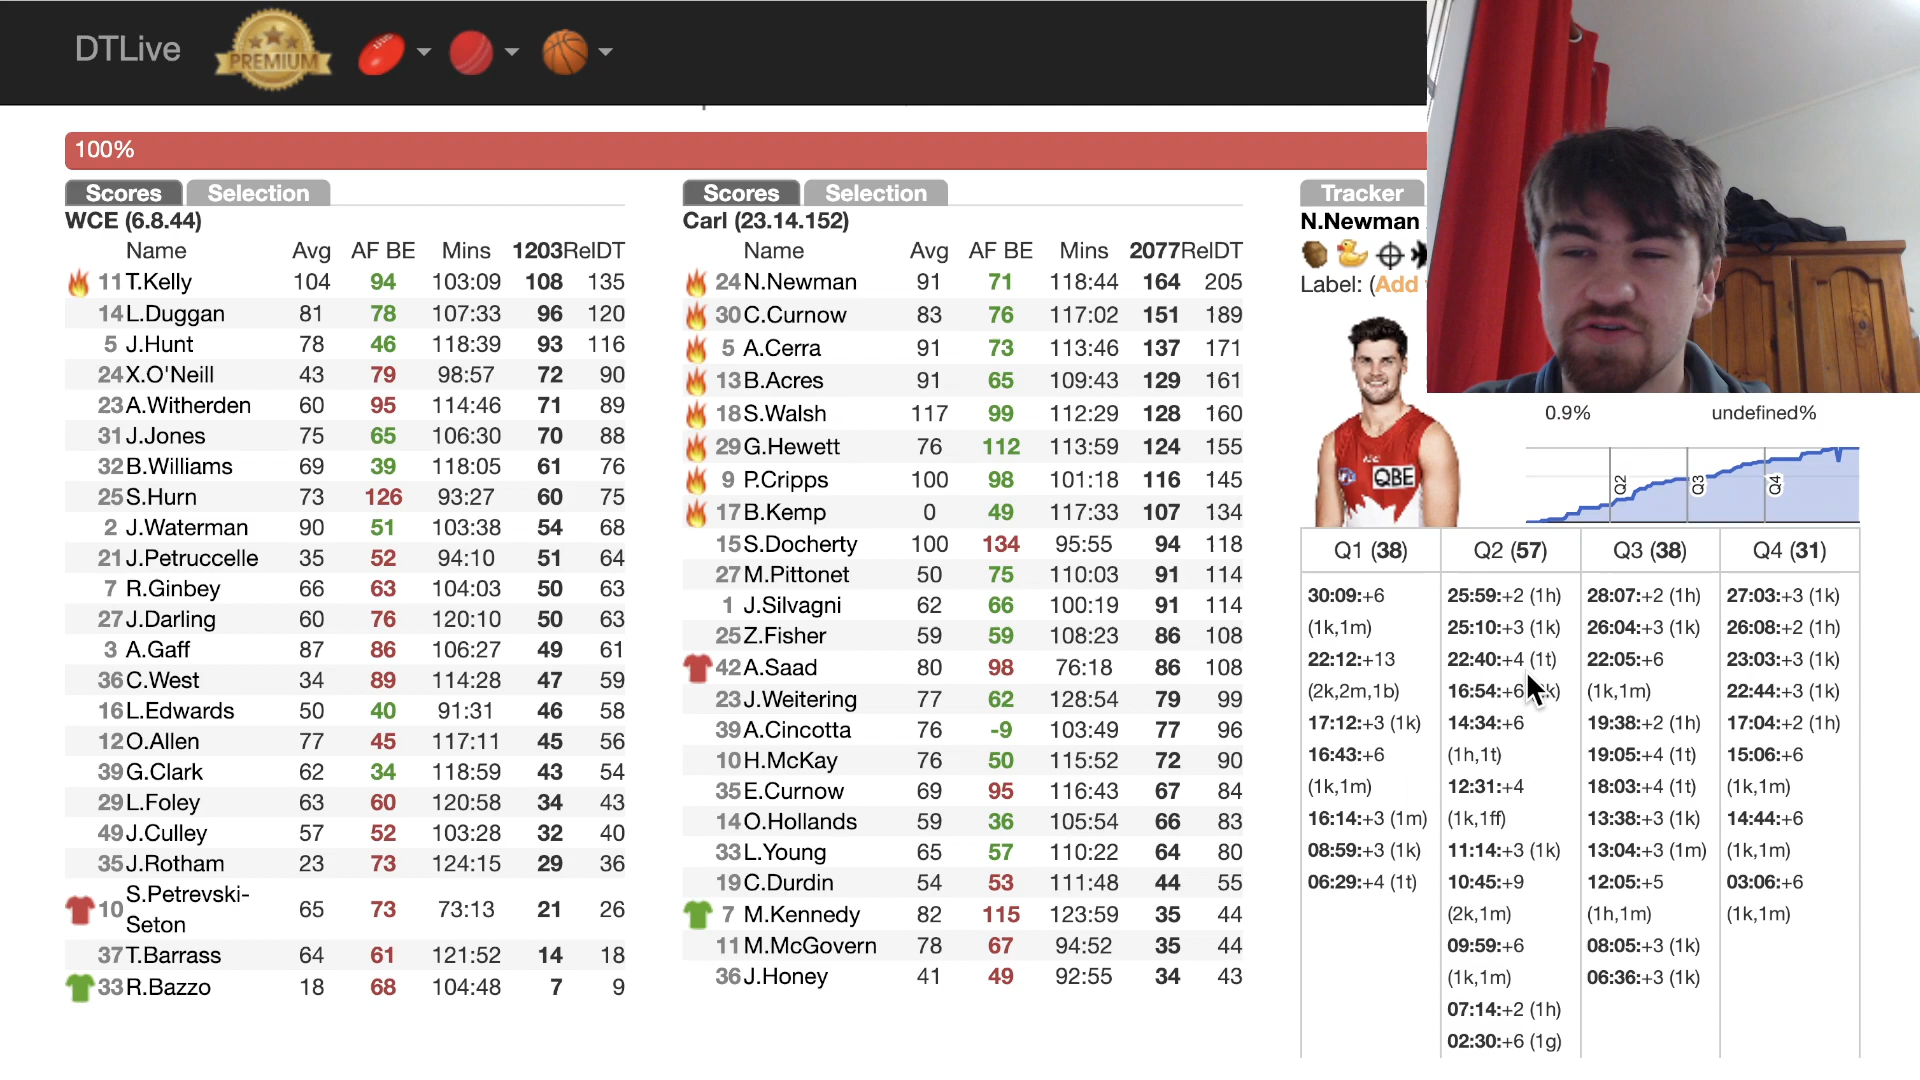 DTLive
PREMIUM
100%
Scores Selection
WCE (6.8.44)
Name Avg AF BE Mins 1203 RelDT
11 T.Kelly 104 94 103:09 108 135
14 L.Duggan 81 78 107:33 96 120
5 J.Hunt 78 46 118:39 93 116
24 X.O'Neill 43 79 98:57 72 90
23 A.Witherden 60 95 114:46 71 89
31 J.Jones 75 65 106:30 70 88
32 B.Williams 69 39 118:05 61 76
25 S.Hurn 73 126 93:27 60 75
2 J.Waterman 90 51 103:38 54 68
21 J.Petruccelle 35 52 94:10 51 64
7 R.Ginbey 66 63 104:03 50 63
27 J.Darling 60 76 120:10 50 63
3 A.Gaff 87 86 106:27 49 61
36 C.West 34 89 114:28 47 59
16 L.Edwards 50 40 91:31 46 58
12 O.Allen 77 45 117:11 45 56
39 G.Clark 62 34 118:59 43 54
29 L.Foley 63 60 120:58 34 43
49 J.Culley 57 52 103:28 32 40
35 J.Rotham 23 73 124:15 29 36
10 S.Petrevski-
Seton 65 73 73:13 21 26
37 T.Barrass 64 61 121:52 14 18
33 R.Bazzo 18 68 104:48 7 9
Scores Selection
Carl (23.14.152)
Name Avg AF BE Mins 2077 RelDT
24 N.Newman 91 71 118:44 164 205
30 C.Curnow 83 76 117:02 151 189
5 A.Cerra 91 73 113:46 137 171
13 B.Acres 91 65 109:43 129 161
18 S.Walsh 117 99 112:29 128 160
29 G.Hewett 76 112 113:59 124 155
9 P.Cripps 100 98 101:18 116 145
17 B.Kemp 0 49 117:33 107 134
15 S.Docherty 100 134 95:55 94 118
27 M.Pittonet 50 75 110:03 91 114
1 J.Silvagni 62 66 100:19 91 114
25 Z.Fisher 59 59 108:23 86 108
42 A.Saad 80 98 76:18 86 108
23 J.Weitering 77 62 128:54 79 99
39 A.Cincotta 76 -9 103:49 77 96
10 H.McKay 76 50 115:52 72 90
35 E.Curnow 69 95 116:43 67 84
14 O.Hollands 59 36 105:54 66 83
33 L.Young 65 57 110:22 64 80
19 C.Durdin 54 53 111:48 44 55
7 M.Kennedy 82 115 123:59 35 44
11 M.McGovern 78 67 94:52 35 44
36 J.Honey 41 49 92:55 34 43
Tracker
N.Newman
Label: (Add
QBE
0.9% undefined%
Q2 Q3 Q4
Q1 (38)
30:09:+6
(1k,1m)
22:12:+13
(2k,2m,1b)
17:12:+3 (1k)
16:43:+6
(1k,1m)
16:14:+3 (1m)
08:59:+3 (1k)
06:29:+4 (1t)
Q2 (57)
25:59:+2 (1h)
25:10:+3 (1k)
22:40:+4 (1t)
16:54:+6
14:34:+6
(1h,1t)
12:31:+4
(1k,1ff)
11:14:+3 (1k)
10:45:+9
(2k,1m)
09:59:+6
(1k,1m)
07:14:+2 (1h)
02:30:+6 (1g)
Q3 (38)
28:07:+2 (1h)
26:04:+3 (1k)
22:05:+6
(1k,1m)
19:38:+2 (1h)
19:05:+4 (1t)
18:03:+4 (1t)
13:38:+3 (1k)
13:04:+3 (1m)
12:05:+5
(1h,1m)
08:05:+3 (1k)
06:36:+3 (1k)
Q4 (31)
27:03:+3 (1k)
26:08:+2 (1h)
23:03:+3 (1k)
22:44:+3 (1k)
17:04:+2 (1h)
15:06:+6
(1k,1m)
14:44:+6
(1k,1m)
03:06:+6
(1k,1m)